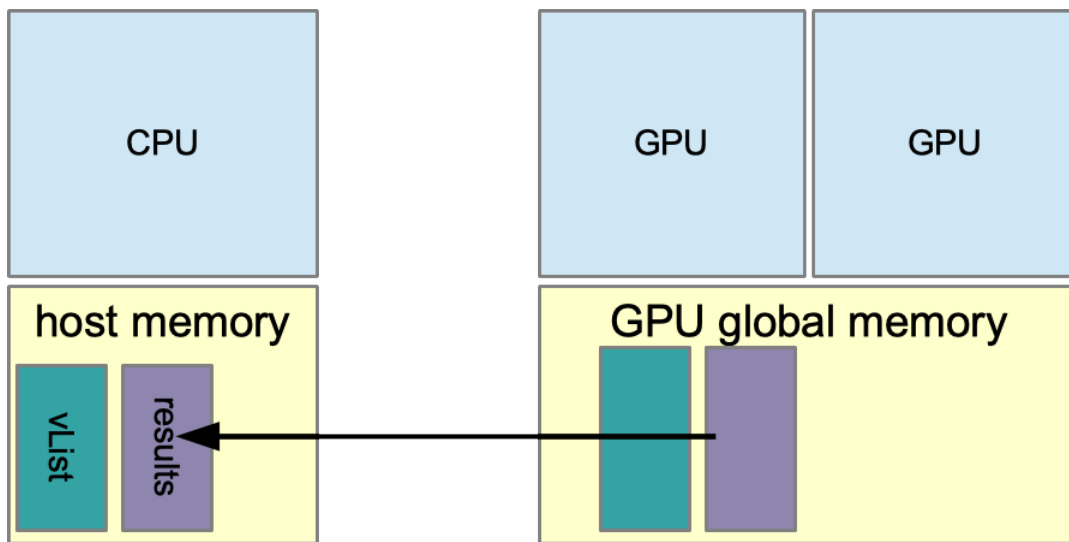 CPU
GPU
GPU
host memory
GPU global memory
vList
results